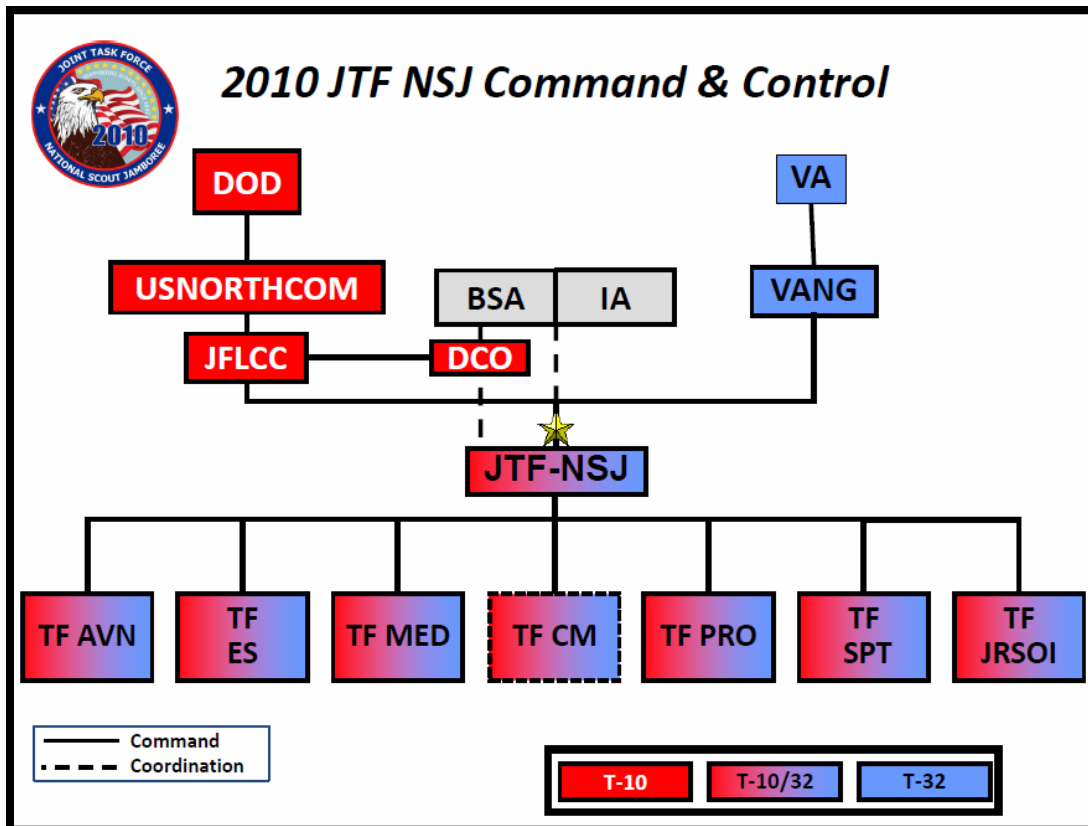 2010 JTF NSJ Command & Control
JOINT TASK FORCE
2010
NATIONAL SCOUT JAMBOREE
DOD
VA
USNORTHCOM
BSA
IA
VANG
JFLCC
DCO
JTF-NSJ
TF AVN
TF
ES
TF MED
TF CM
TF PRO
TF
SPT
TF
JRSOI
Command
Coordination
T-10
T-10/32
T-32